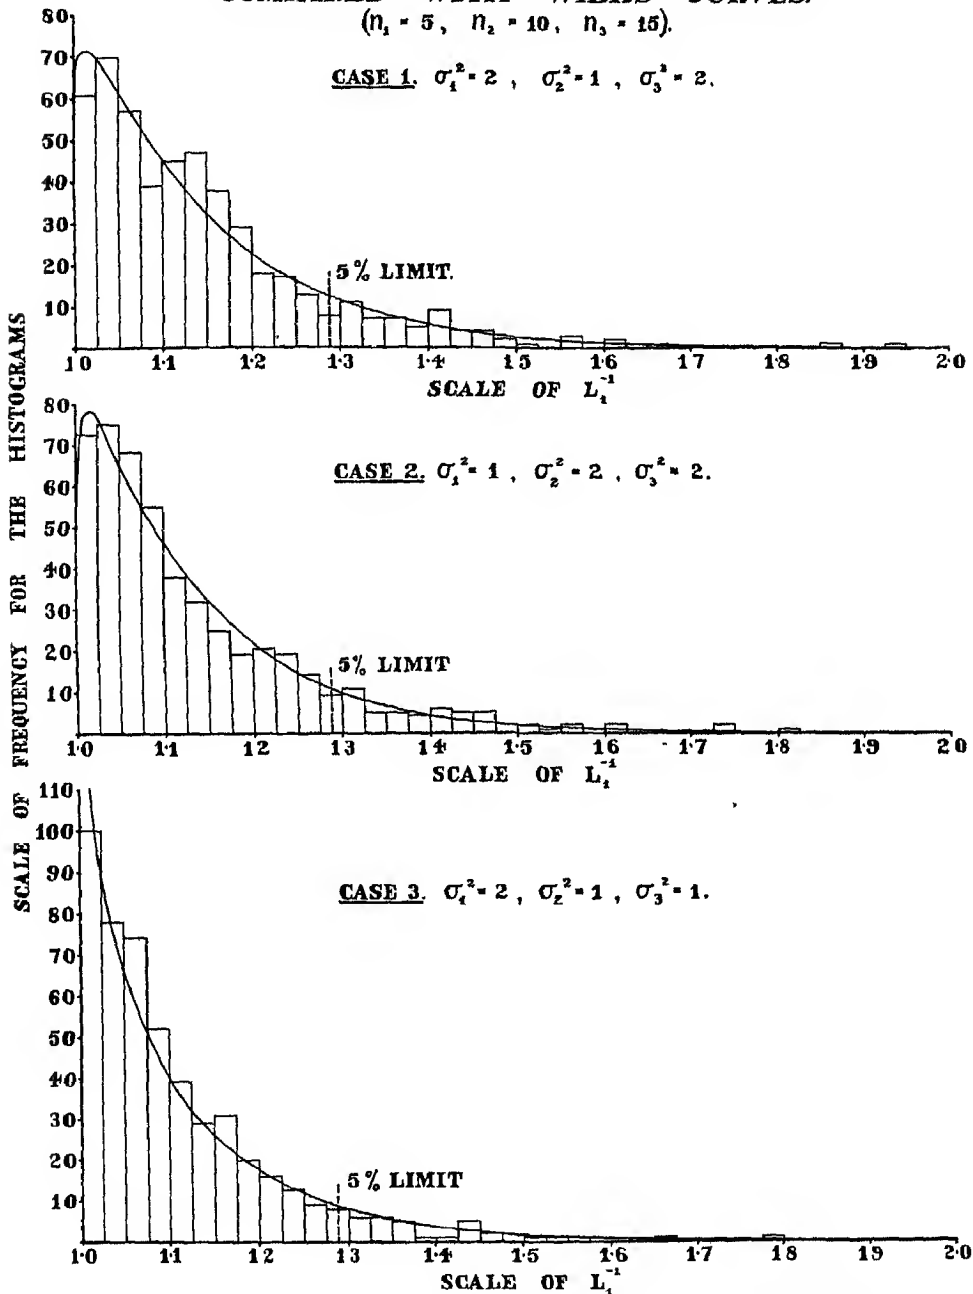 (n₁ = 5, n₂ = 10, n₃ = 15).
CASE 1. σ₁² = 2, σ₂² = 1, σ₃² = 2.
80
70
60
50
40
30
20
10
5% LIMIT.
1·0 1·1 1·2 1·3 1·4 1·5 1·6 1·7 1·8 1·9 2·0
SCALE OF L₁⁻¹
SCALE OF FREQUENCY FOR THE HISTOGRAMS
CASE 2. σ₁² = 1, σ₂² = 2, σ₃² = 2.
80
70
60
50
40
30
20
10
5% LIMIT
1·0 1·1 1·2 1·3 1·4 1·5 1·6 1·7 1·8 1·9 2·0
SCALE OF L₁⁻¹
CASE 3. σ₁² = 2, σ₂² = 1, σ₃² = 1.
110
100
90
80
70
60
50
40
30
20
10
5% LIMIT
1·0 1·1 1·2 1·3 1·4 1·5 1·6 1·7 1·8 1·9 2·0
SCALE OF L₁⁻¹